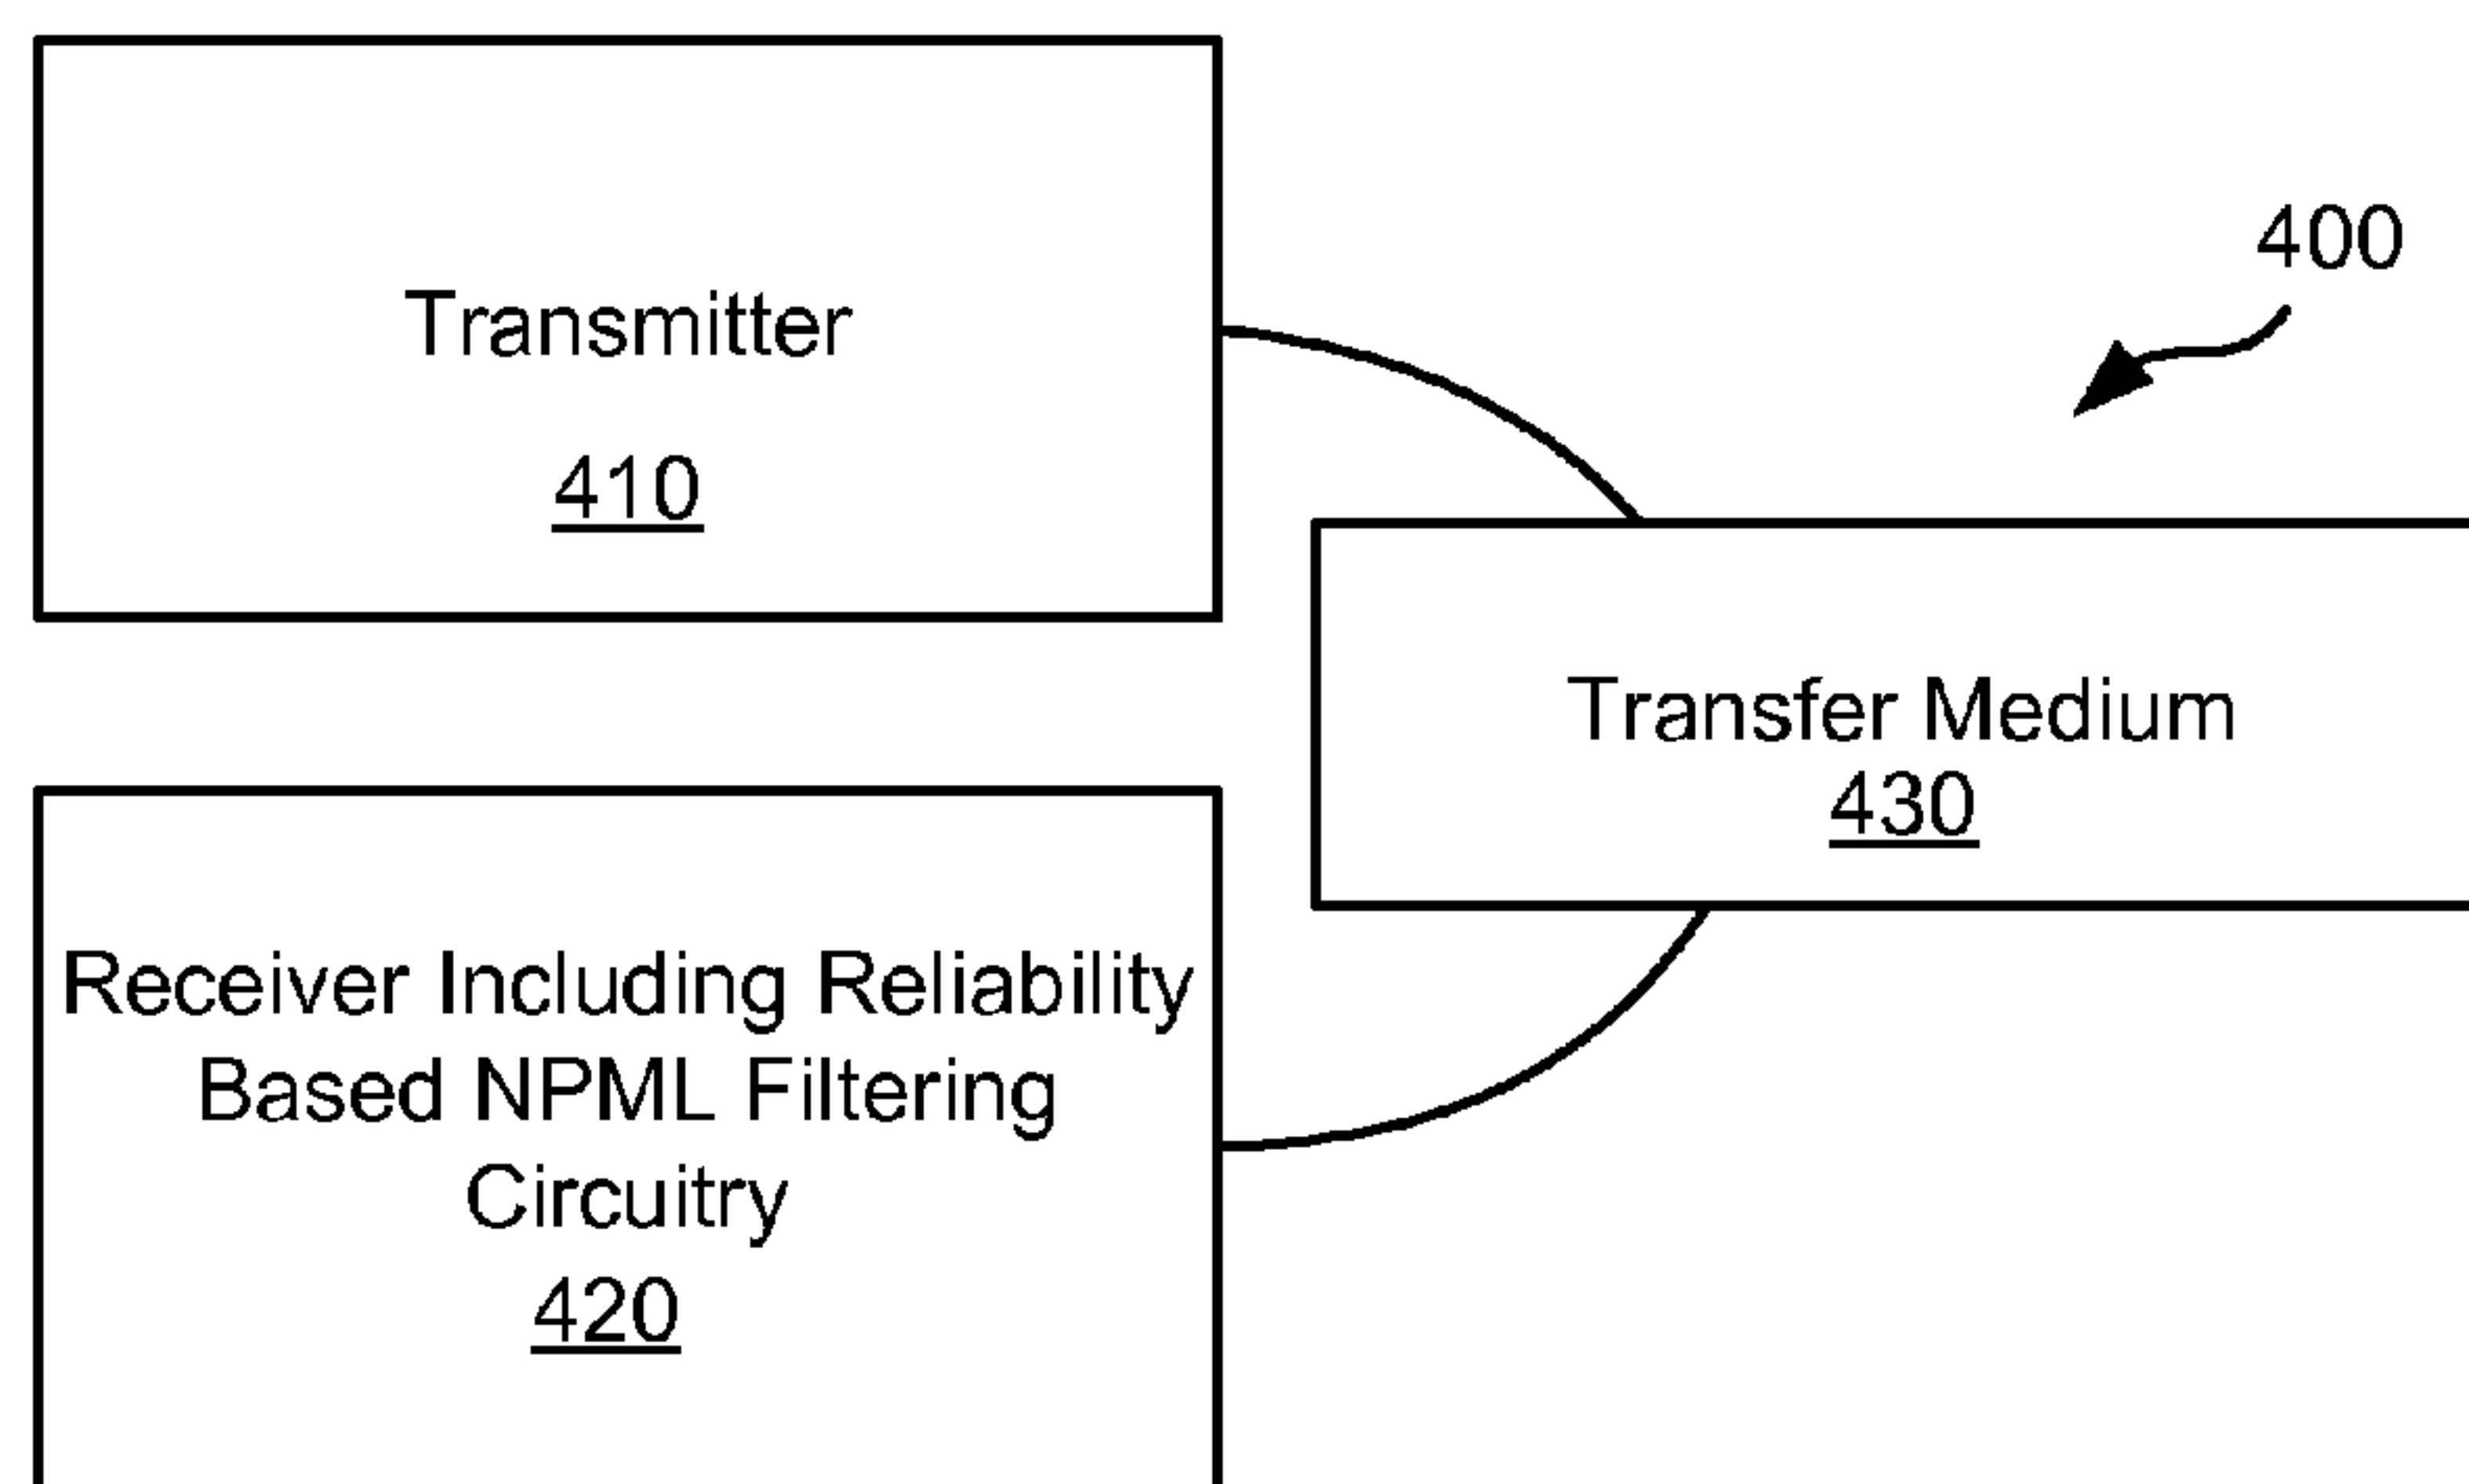 Transmitter
410
400
Transfer Medium
430
Receiver Including Reliability
Based NPML Filtering
Circuitry
420